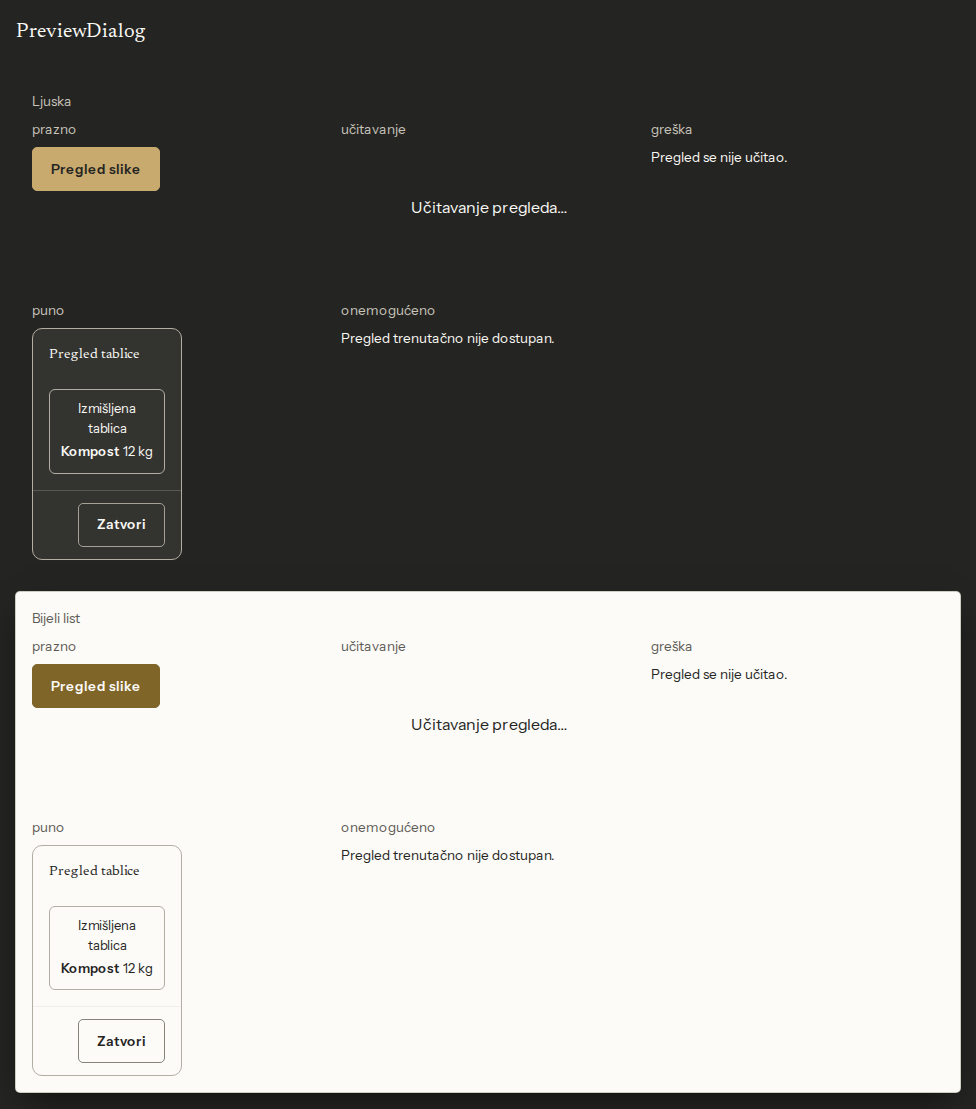 PreviewDialog
Ljuska
prazno
učitavanje
greška
Pregled slike
Pregled se nije učitao.
Učitavanje pregleda…
puno
onemogućeno
Pregled trenutačno nije dostupan.
Pregled tablice
Izmišljena
tablica
Kompost 12 kg
Zatvori
Bijeli list
prazno
učitavanje
greška
Pregled slike
Pregled se nije učitao.
Učitavanje pregleda…
puno
onemogućeno
Pregled trenutačno nije dostupan.
Pregled tablice
Izmišljena
tablica
Kompost 12 kg
Zatvori